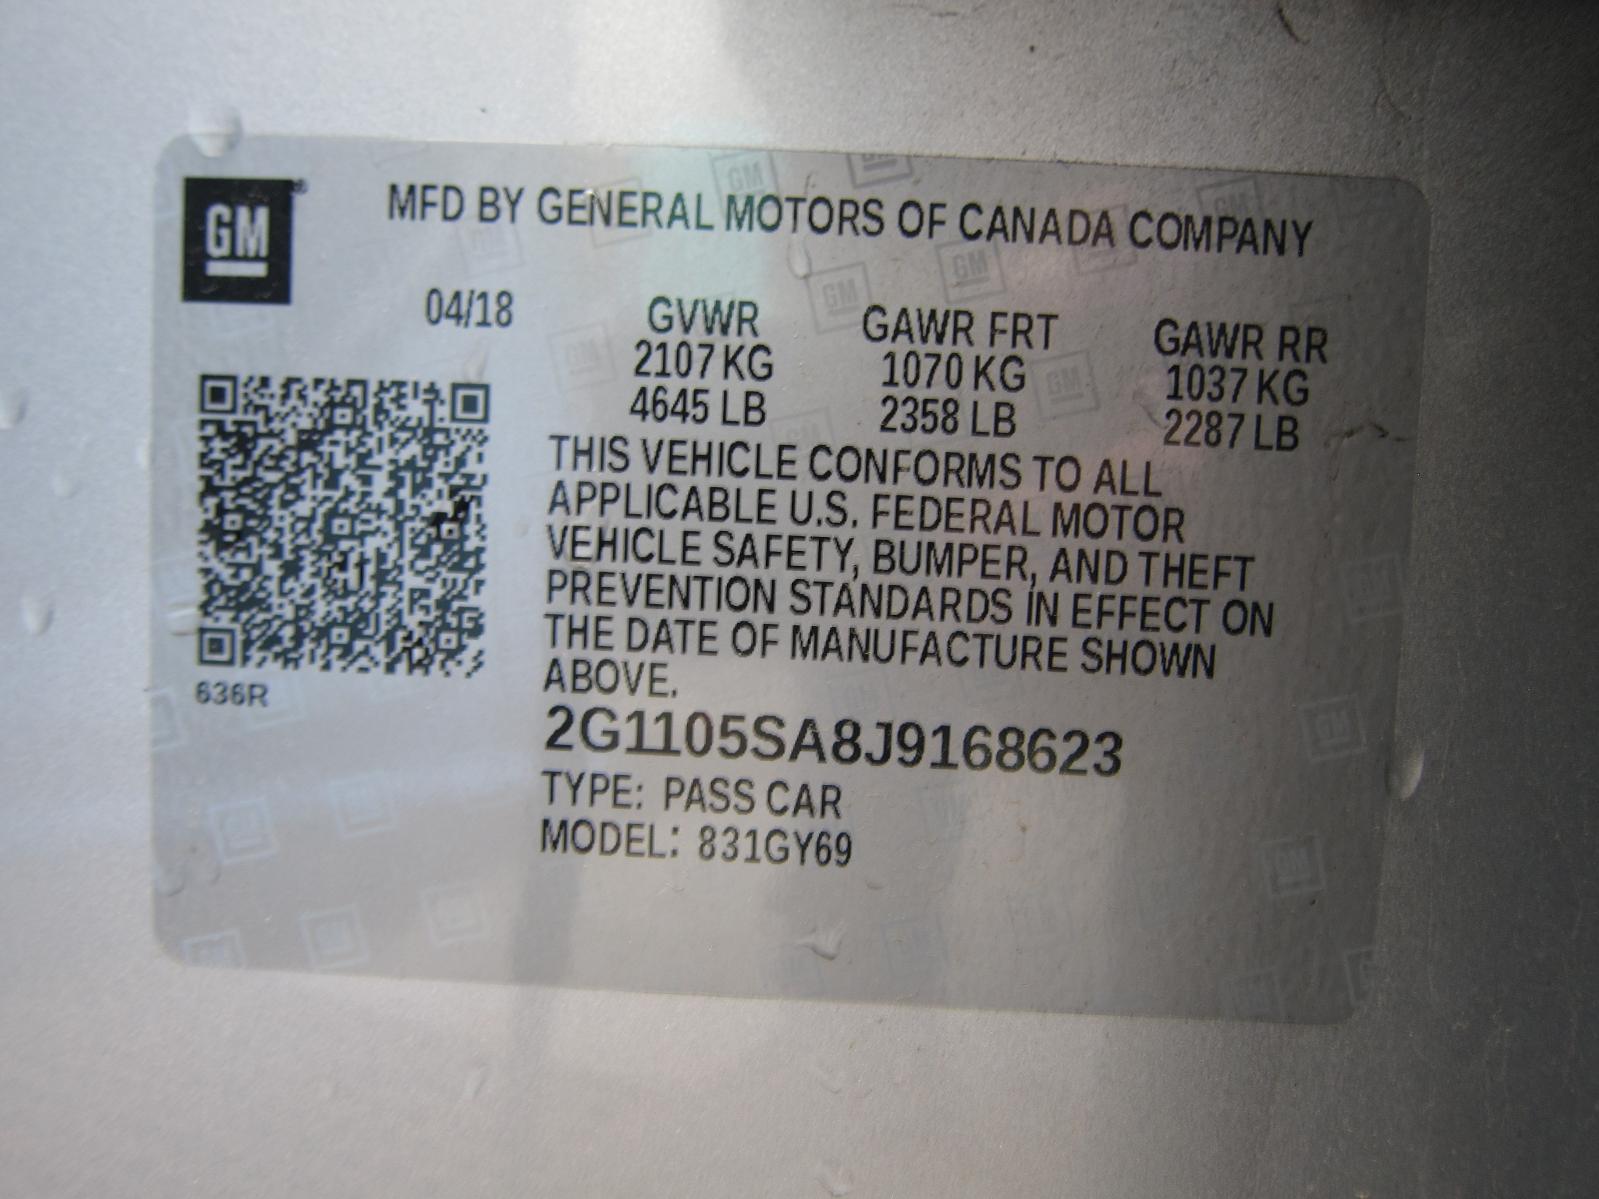 GM
MFD BY GENERAL MOTORS OF CANADA COMPANY
04/18
GVWR GAWR FRT GAWR RR
2107 KG 1070 KG 1037 KG
4645 LB 2358 LB 2287 LB
THIS VEHICLE CONFORMS TO ALL
APPLICABLE U.S. FEDERAL MOTOR
VEHICLE SAFETY, BUMPER, AND THEFT
PREVENTION STANDARDS IN EFFECT ON
THE DATE OF MANUFACTURE SHOWN
ABOVE.
636R
2G1105SA8J9168623
TYPE: PASS CAR
MODEL: 831GY69